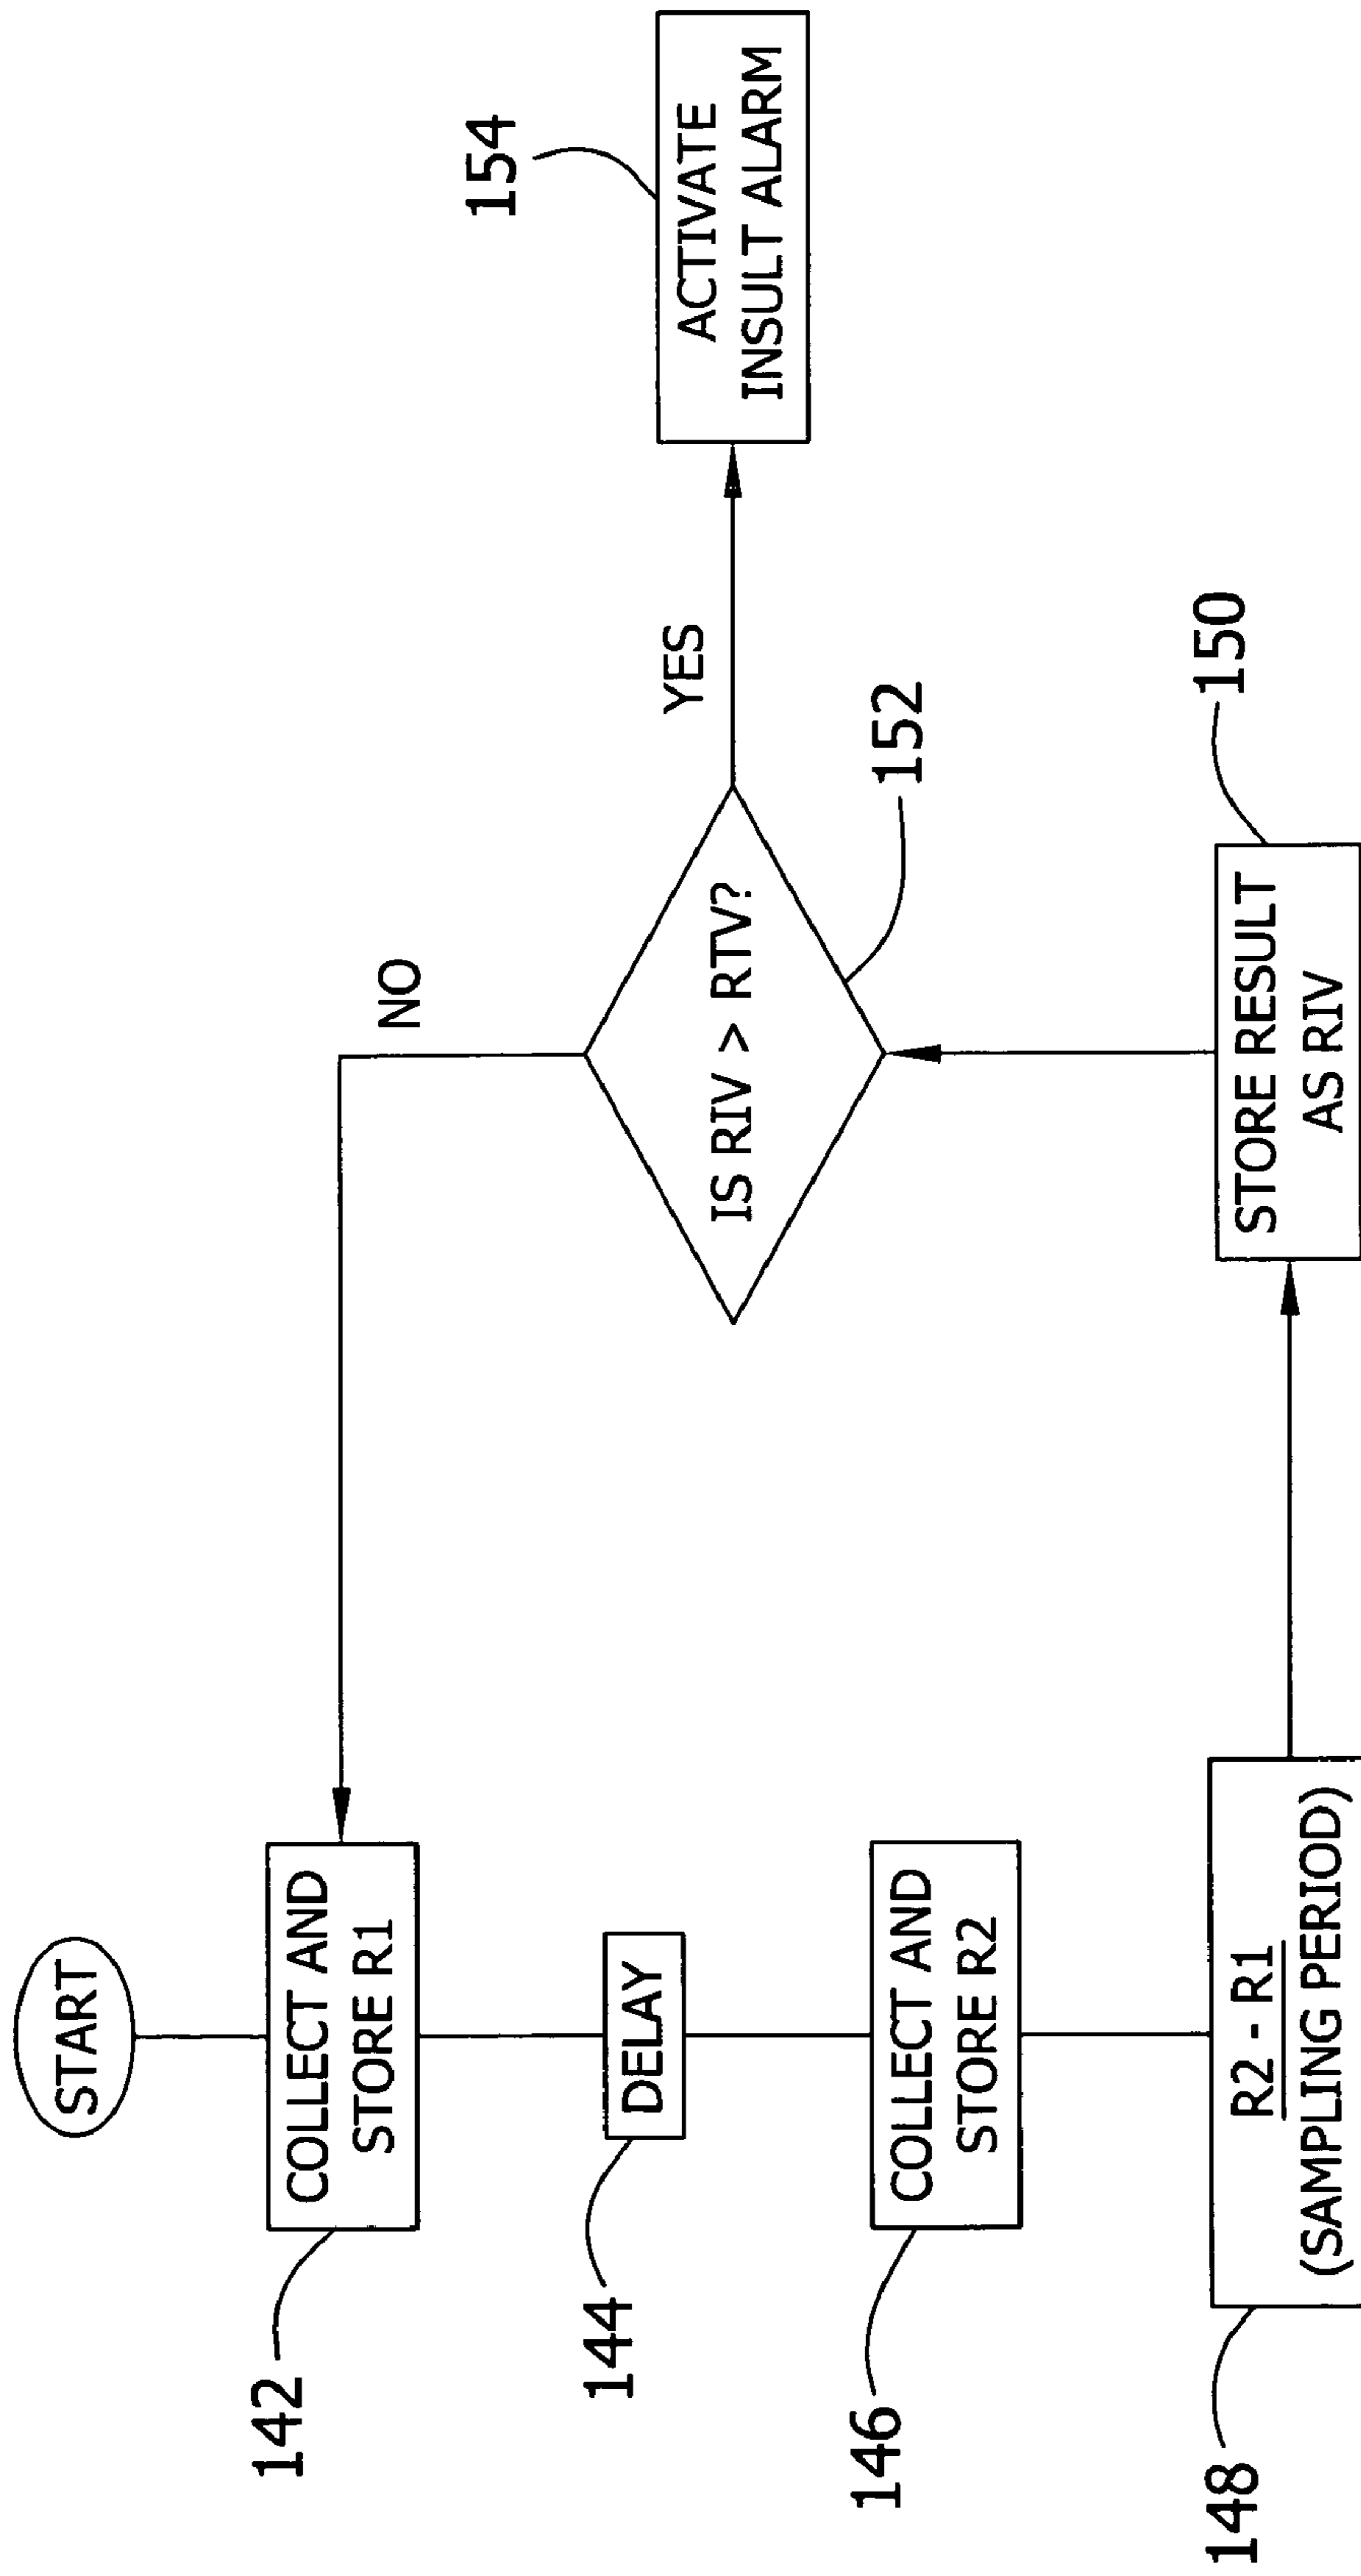 START
142
COLLECT AND
STORE R1
144
DELAY
146
COLLECT AND
STORE R2
148
R2 - R1
(SAMPLING PERIOD)
150
STORE RESULT
AS RIV
152
IS RIV > RTV?
NO
YES
154
ACTIVATE
INSULT ALARM